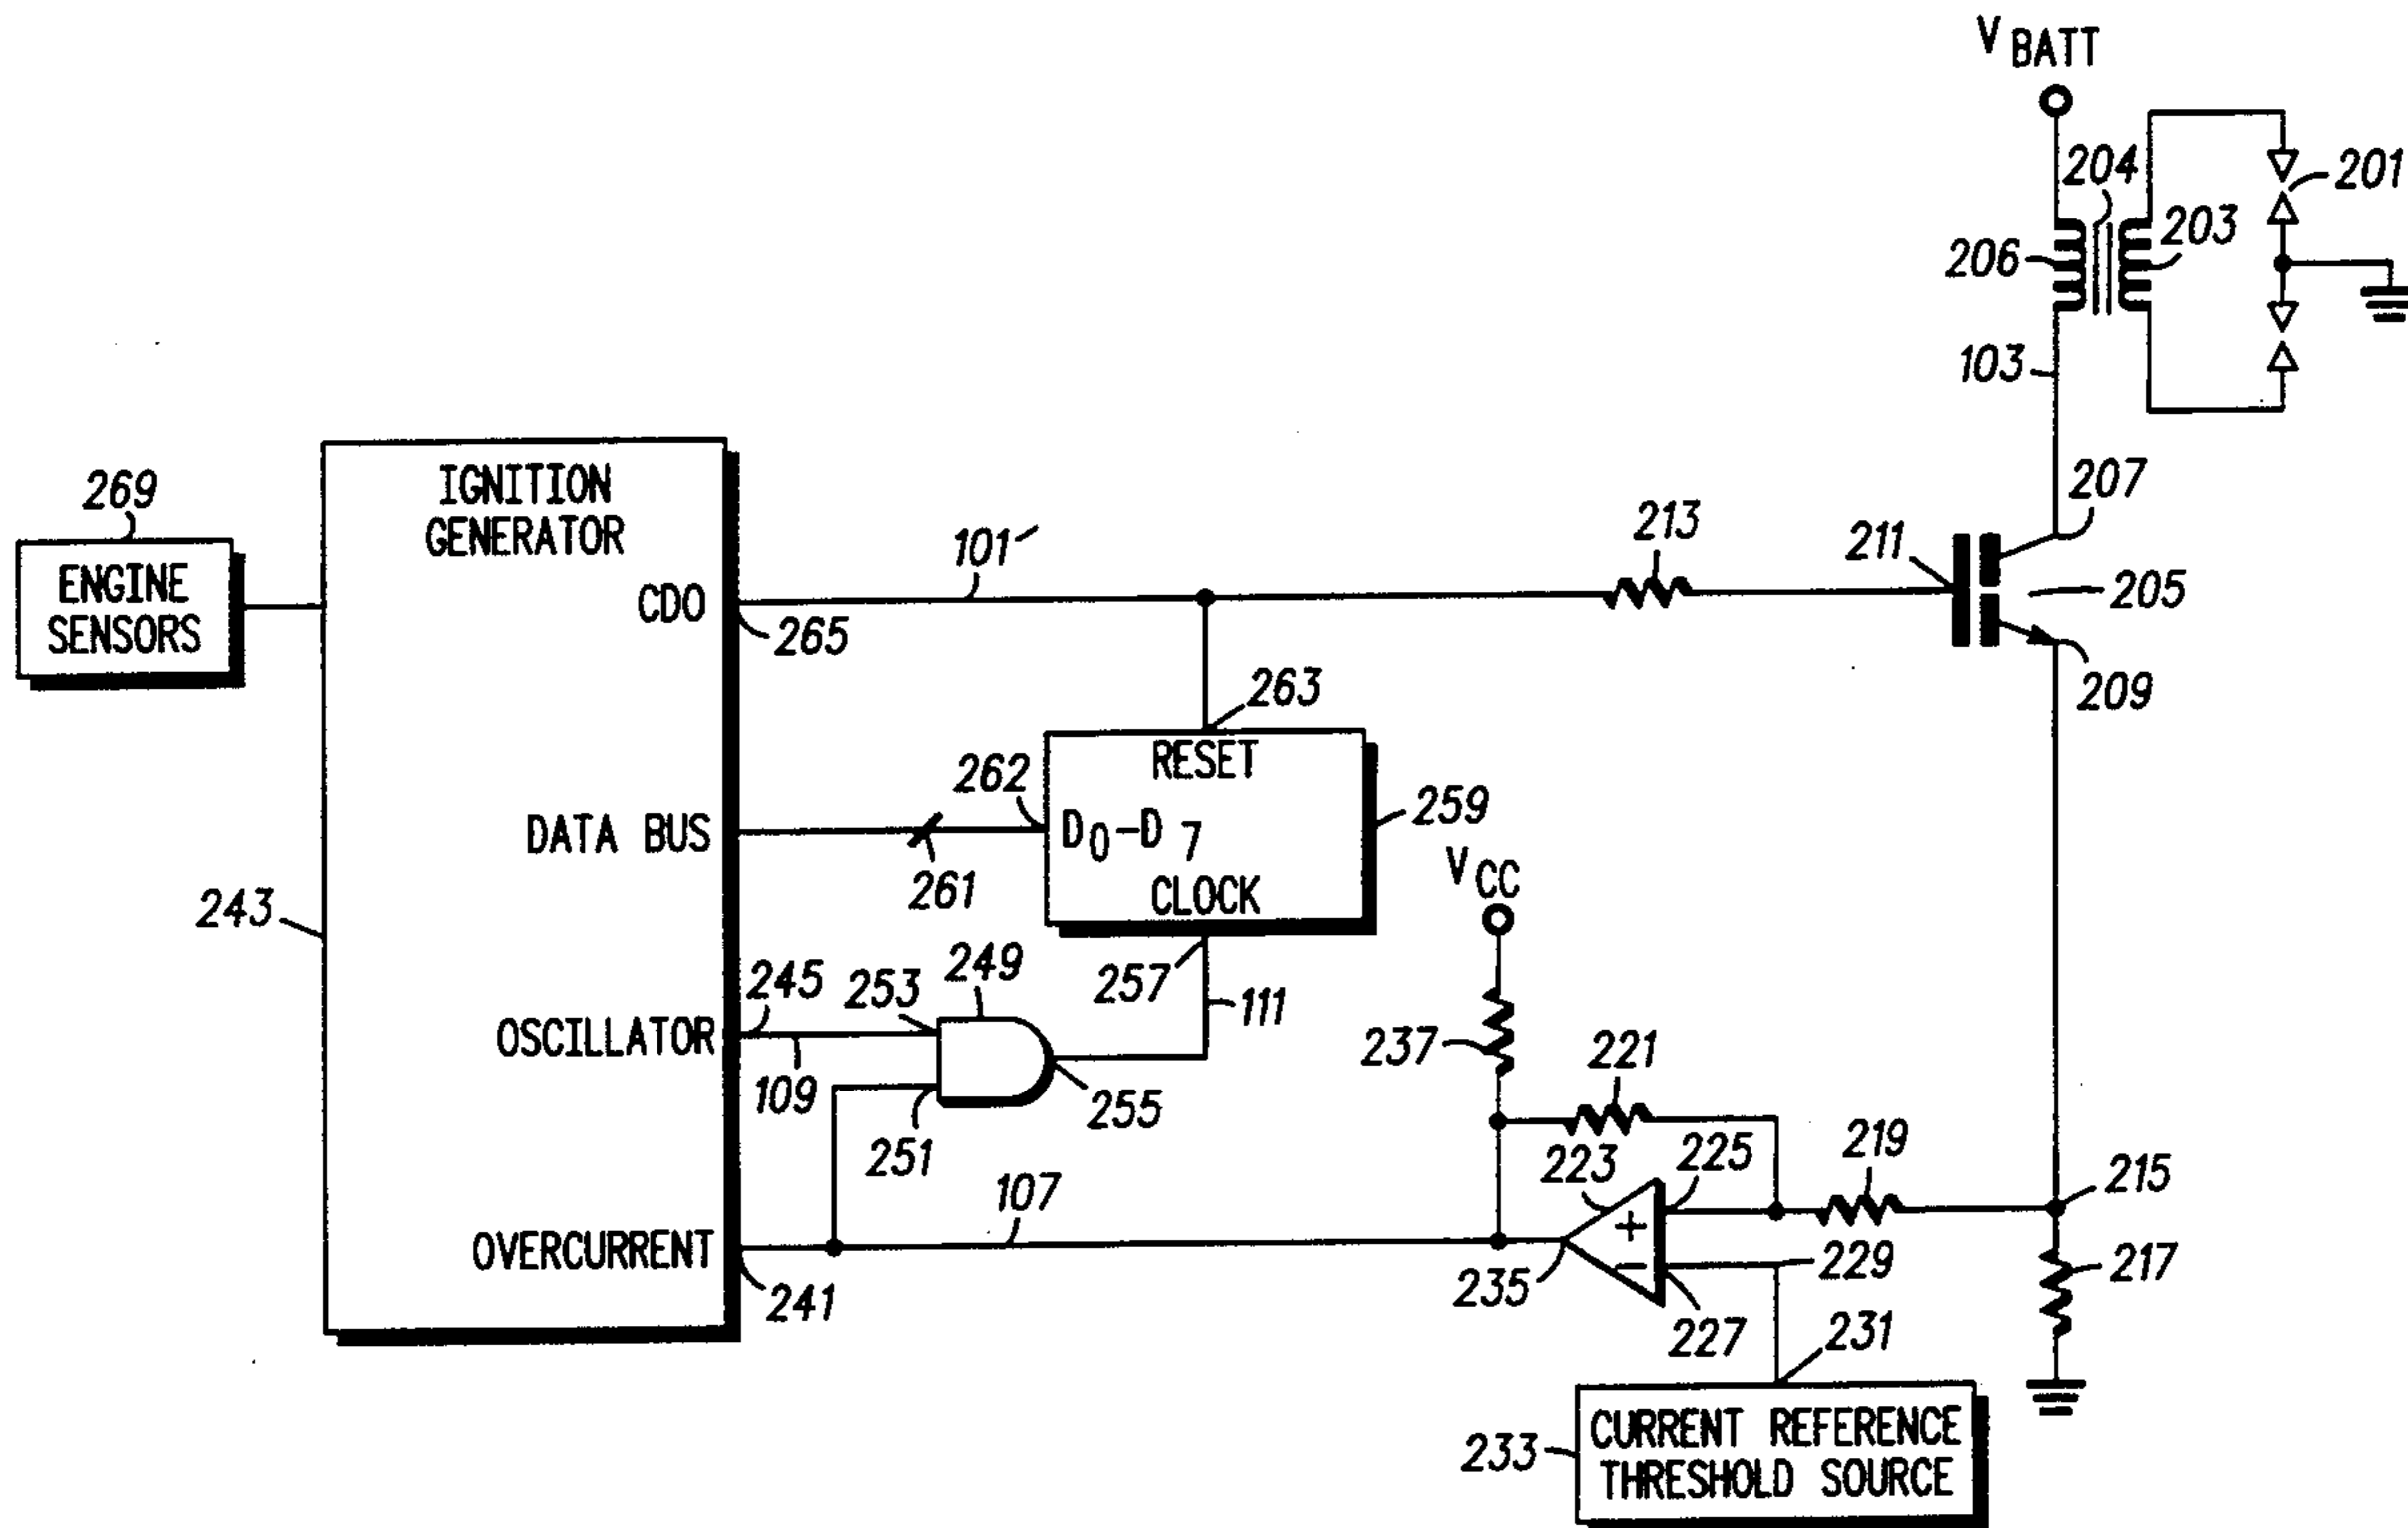 V BATT
204
201
206
203
103
207
269
IGNITION
GENERATOR
ENGINE
SENSORS
101
213
211
205
CDO
265
209
263
RESET
262
259
DATA BUS
D0-D7
261
CLOCK
VCC
243
249
245
253
257
111
OSCILLATOR
237
221
109
255
251
223
225
219
215
107
OVERCURRENT
235
229
217
241
227
231
233
CURRENT REFERENCE
THRESHOLD SOURCE